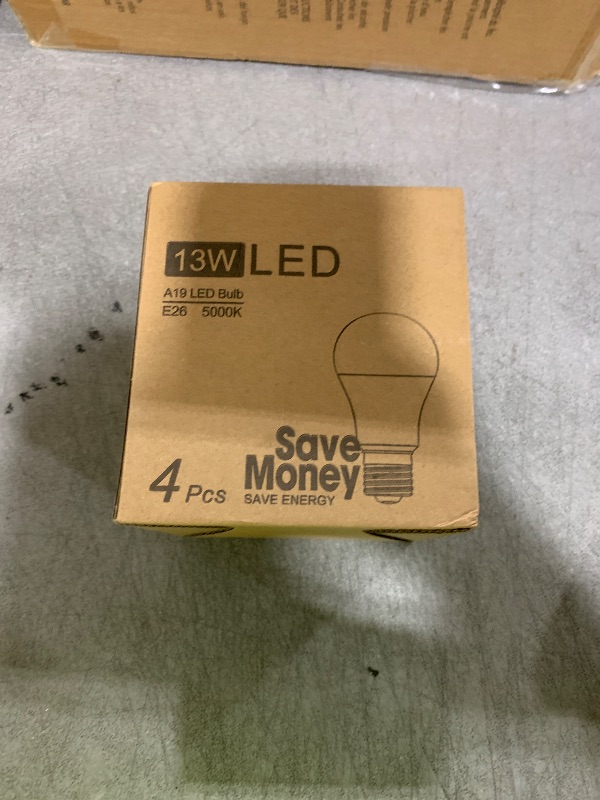 13W LED
A19 LED Bulb
E26 5000K
Save
Money
SAVE ENERGY
4 Pcs